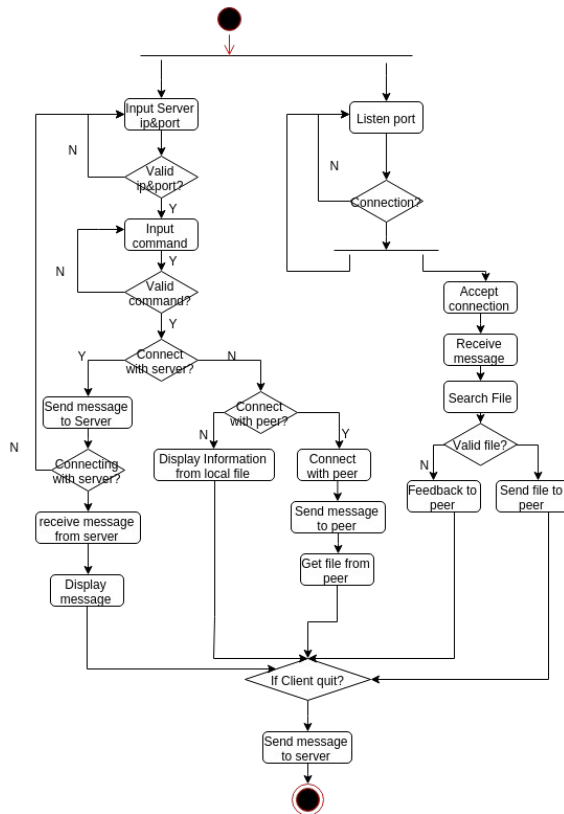 Input Server
ip&port
N
Valid
ip&port?
Y
Input
command
Y
N
Valid
command?
Y
Connect
with server?
Y
N
Send message
to Server
Connecting
with server?
N
receive message
from server
Display
message
Connect
with peer?
N
Y
Display Information
from local file
Connect
with peer
Send message
to peer
Get file from
peer
Listen port
N
Connection?
Accept
connection
Receive
message
Search File
Valid file?
N
Y
Feedback to
peer
Send file to
peer
If Client quit?
Send message
to server